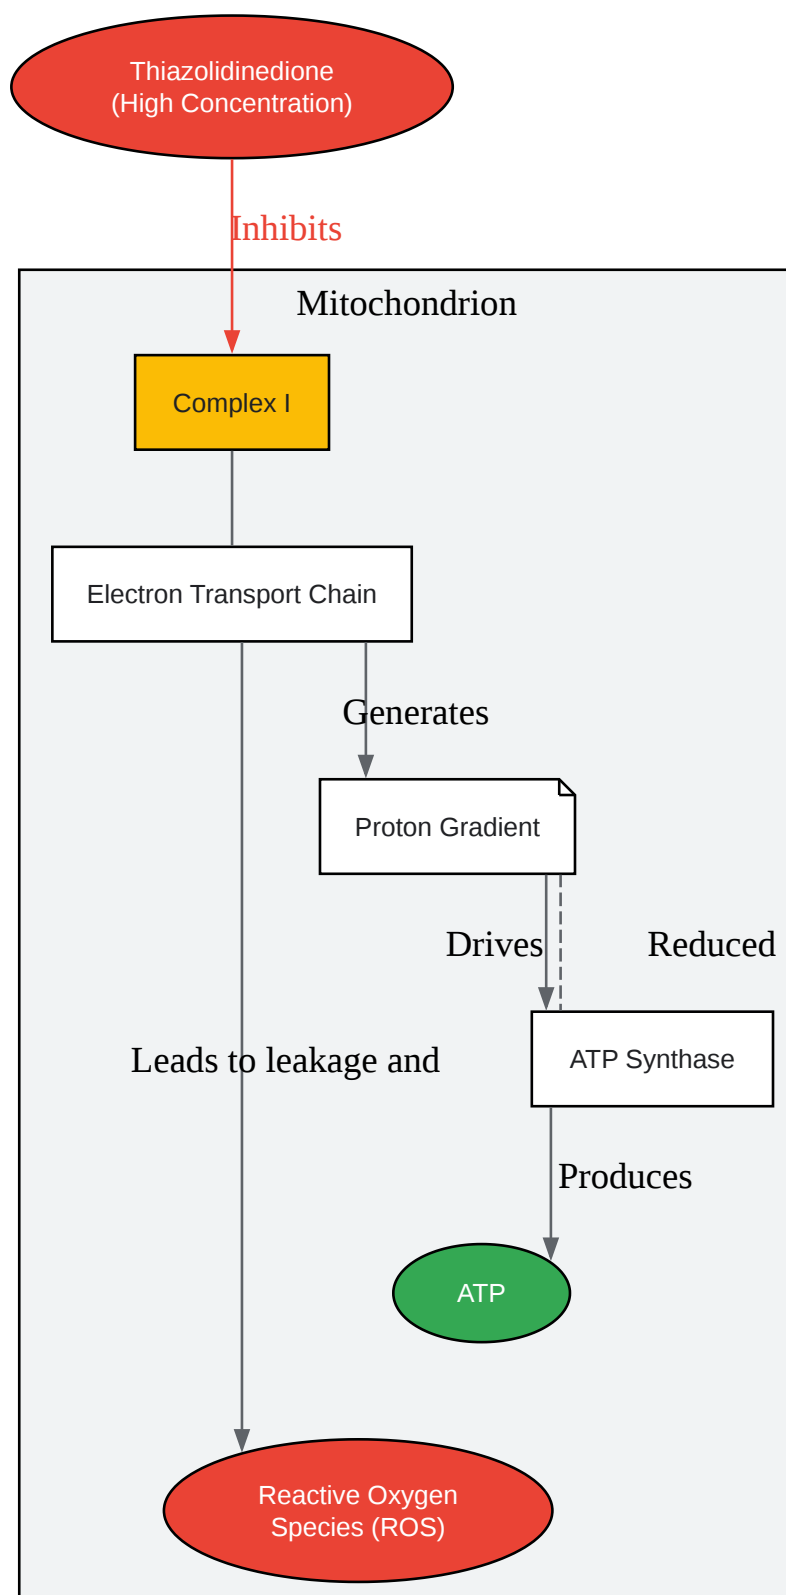 Thiazolidinedione
(High Concentration)
Inhibits
Mitochondrion
Complex I
Electron Transport Chain
Generates
Proton Gradient
Drives
Reduced
Leads to leakage and
ATP Synthase
Produces
ATP
Reactive Oxygen
Species (ROS)